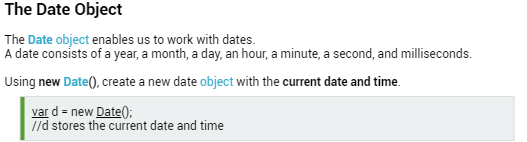 The Date Object
The Date object enables us to work with dates.
A date consists of a year, a month, a day, an hour, a minute, a second, and milliseconds.
Using new Date(), create a new date object with the current date and time.
var d = new Date();
//d stores the current date and time